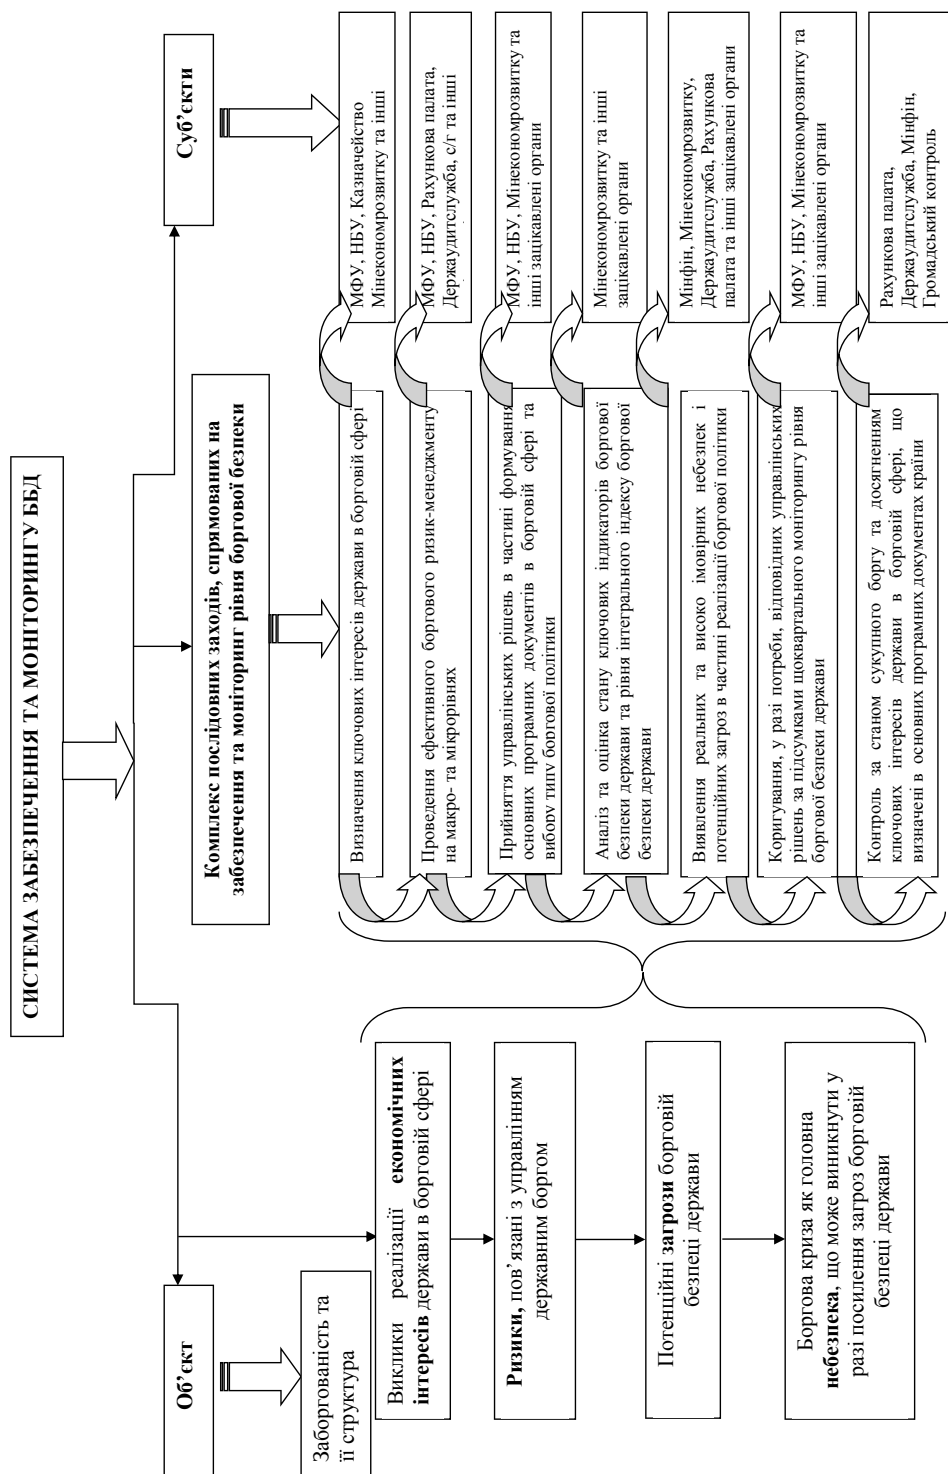 СИСТЕМА ЗАБЕЗПЕЧЕННЯ ТА МОНІТОРИНГУ ББД
Об’єкт
Заборгованість та
її структура
Виклики реалізації економічних
інтересів держави в борговій сфері
Ризики, пов’язані з управлінням
державним боргом
Потенційні загрози борговій
безпеці держави
Боргова криза як головна
небезпека, що може виникнути у
разі посилення загроз борговій
безпеці держави
Комплекс послідовних заходів, спрямованих на
забезпечення та моніторинг рівня боргової безпеки
Визначення ключових інтересів держави в борговій сфері
Проведення ефективного боргового ризик-менеджменту
на макро- та мікрорівнях
Прийняття управлінських рішень в частині формування
основних програмних документів в борговій сфері та
вибору типу боргової політики
Аналіз та оцінка стану ключових індикаторів боргової
безпеки держави та рівня інтегрального індексу боргової
безпеки держави
Виявлення реальних та високо імовірних небезпек і
потенційних загроз в частині реалізації боргової політики
Коригування, у разі потреби, відповідних управлінських
рішень за підсумками щоквартального моніторингу рівня
боргової безпеки держави
Контроль за станом сукупного боргу та досягненням
ключових інтересів держави в борговій сфері, що
визначені в основних програмних документах країни
Суб’єкти
МФУ, НБУ, Казначейство
Мінекономрозвитку та інші
МФУ, НБУ, Рахункова палата,
Держаудитслужба, с/г та інші
МФУ, НБУ, Мінекономрозвитку та
інші зацікавлені органи
Мінекономрозвитку та інші
зацікавлені органи
Мінфін, Мінекономрозвитку,
Держаудитслужба, Рахункова
палата та інші зацікавлені органи
МФУ, НБУ, Мінекономрозвитку та
інші зацікавлені органи
Рахункова палата,
Держаудитслужба, Мінфін,
Громадський контроль